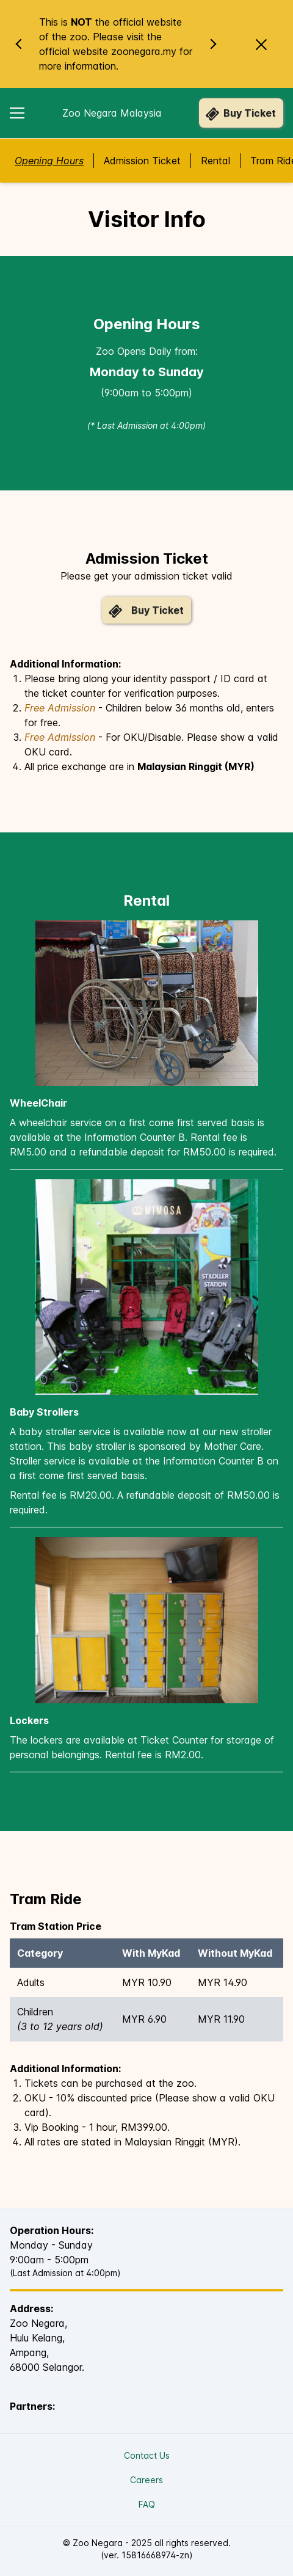 This is NOT the official website
of the zoo. Please visit the
official website zoonegara.my for
more information.
Zoo Negara Malaysia
Buy Ticket
Opening Hours
Admission Ticket
Rental
Tram Ride
Visitor Info
Opening Hours
Zoo Opens Daily from:
Monday to Sunday
(9:00am to 5:00pm)
(* Last Admission at 4:00pm)
Admission Ticket
Please get your admission ticket valid
Buy Ticket
Additional Information:
1. Please bring along your identity passport / ID card at
the ticket counter for verification purposes.
2. Free Admission - Children below 36 months old, enters
for free.
3. Free Admission - For OKU/Disable. Please show a valid
OKU card.
4. All price exchange are in Malaysian Ringgit (MYR)
Rental
WheelChair
A wheelchair service on a first come first served basis is
available at the Information Counter B. Rental fee is
RM5.00 and a refundable deposit for RM50.00 is required.
MIMOSA
STROLLER
STATION
Baby Strollers
A baby stroller service is available now at our new stroller
station. This baby stroller is sponsored by Mother Care.
Stroller service is available at the Information Counter B on
a first come first served basis.
Rental fee is RM20.00. A refundable deposit of RM50.00 is
required.
Lockers
The lockers are available at Ticket Counter for storage of
personal belongings. Rental fee is RM2.00.
Tram Ride
Tram Station Price
Category With MyKad Without MyKad
Adults MYR 10.90 MYR 14.90
Children
(3 to 12 years old) MYR 6.90 MYR 11.90
Additional Information:
1. Tickets can be purchased at the zoo.
2. OKU - 10% discounted price (Please show a valid OKU
card).
3. Vip Booking - 1 hour, RM399.00.
4. All rates are stated in Malaysian Ringgit (MYR).
Operation Hours:
Monday - Sunday
9:00am - 5:00pm
(Last Admission at 4:00pm)
Address:
Zoo Negara,
Hulu Kelang,
Ampang,
68000 Selangor.
Partners:
Contact Us
Careers
FAQ
© Zoo Negara - 2025 all rights reserved.
(ver. 15816668974-zn)